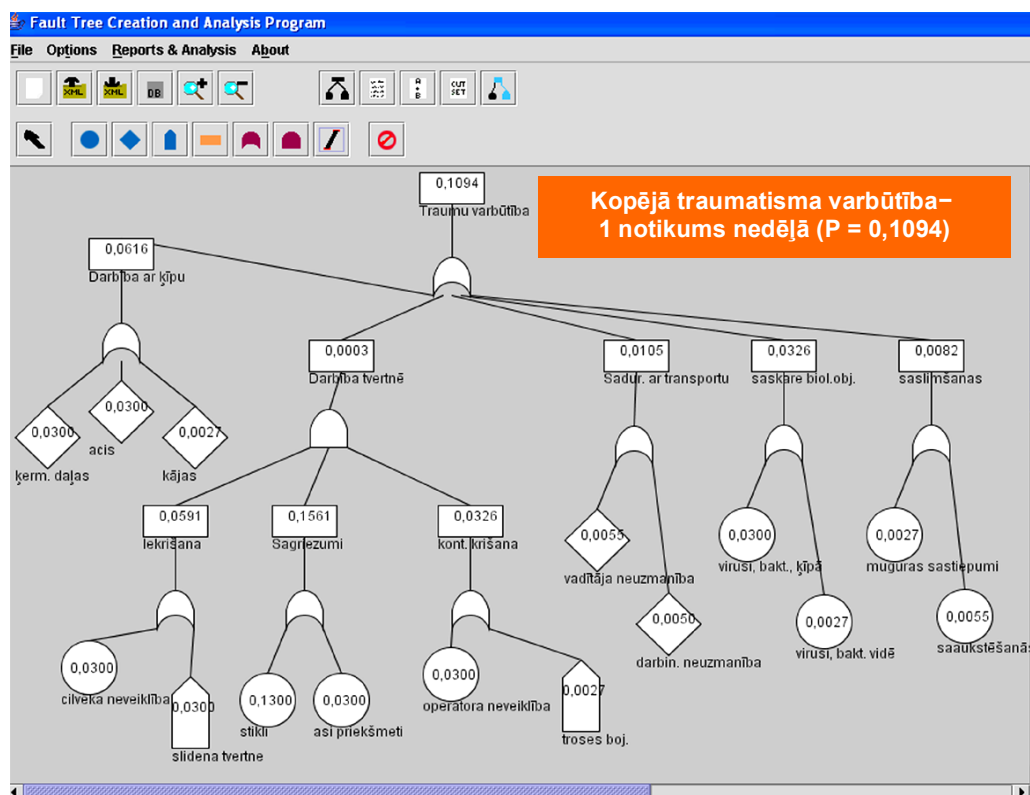 Fault Tree Creation and Analysis Program
File Options Reports & Analysis About
XML XML DB A B CUT SET
0,1094
Traumu varbūtība
Kopējā traumatisma varbūtība–
1 notikums nedēļā (P = 0,1094)
0,0616
Darbība ar ķīpu
0,0300
ķerm. daļas
0,0300
acis
0,0027
kājas
0,0003
Darbība tvertnē
0,0105
Sadur. ar transportu
0,0326
saskare biol.obj.
0,0082
saslimšanas
0,0591
Iekrišana
0,1561
Sagriezumi
0,0326
kont. krišana
0,0055
vadītāja neuzmanība
0,0050
darbin. neuzmanība
0,0300
virusi, bakt., ķīpā
0,0027
virusi, bakt. vidē
0,0027
muguras sastiepumi
0,0055
saaukstēšanās
0,0300
cilvēka neveiklība
0,0300
slidena tvertne
0,1300
stikli
0,0300
asi priekšmeti
0,0300
operatora neveiklība
0,0027
troses boj.